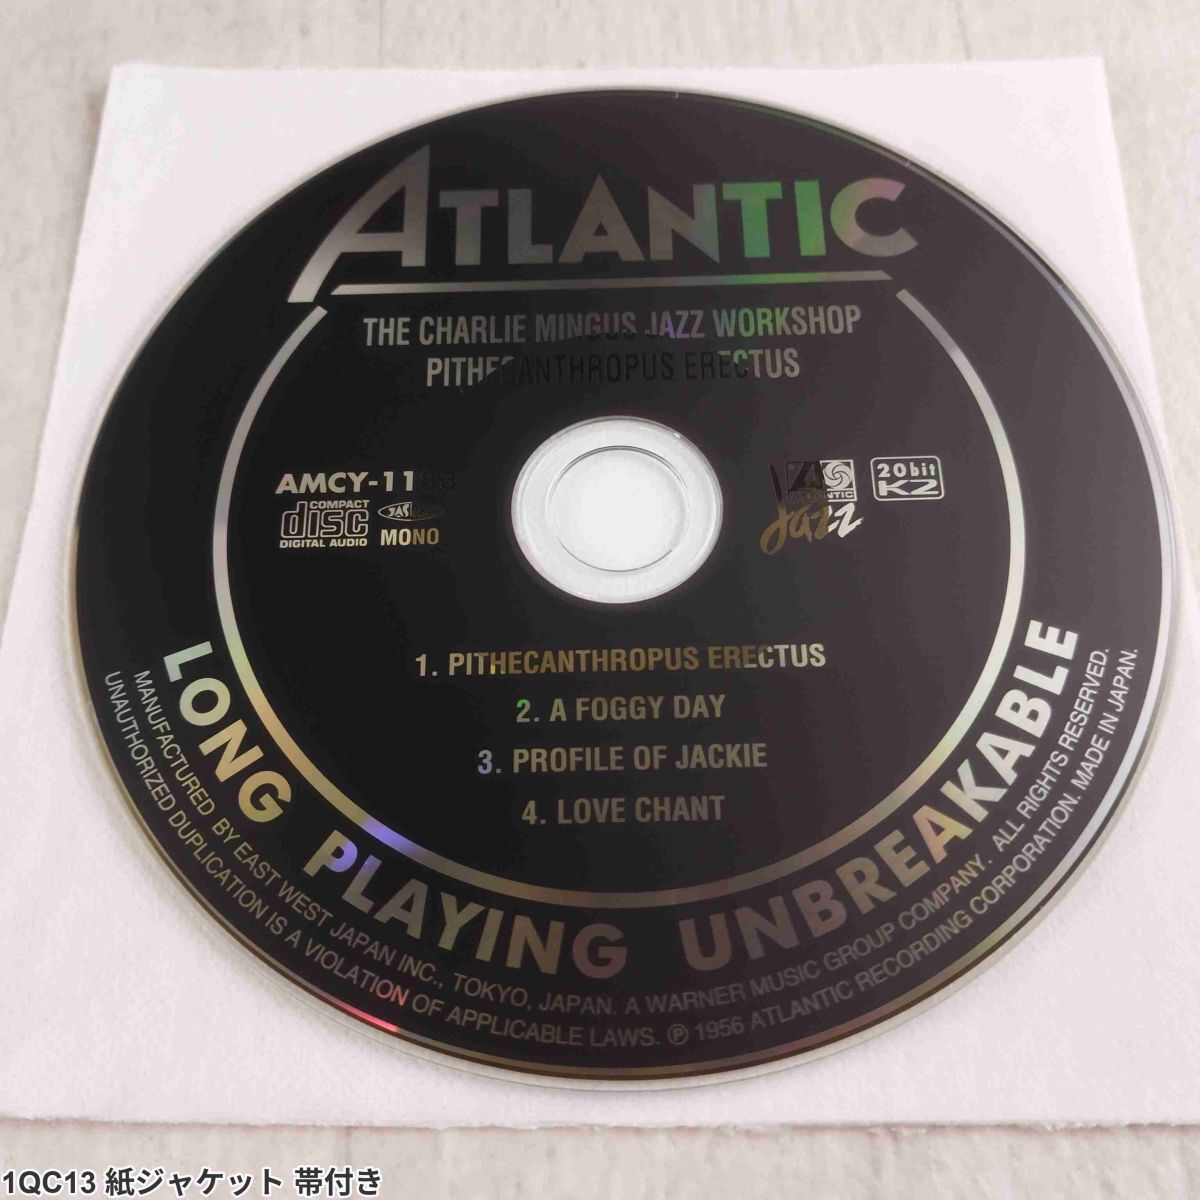 ATLANTIC
THE CHARLIE MINGUS JAZZ WORKSHOP
PITHECANTHROPUS ERECTUS
AMCY-11
COMPACT
disc
DIGITAL AUDIO
MONO
ATLANTIC
Jazz
20bit
K2
1. PITHECANTHROPUS ERECTUS
2. A FOGGY DAY
3. PROFILE OF JACKIE
4. LOVE CHANT
LONG PLAYING UNBREAKABLE
MANUFACTURED BY EAST WEST JAPAN INC., TOKYO, JAPAN. A WARNER MUSIC GROUP COMPANY. ALL RIGHTS RESERVED.
UNAUTHORIZED DUPLICATION IS A VIOLATION OF APPLICABLE LAWS. ℗ 1956 ATLANTIC RECORDING CORPORATION. MADE IN JAPAN.
1QC13 紙ジャケット 帯付き